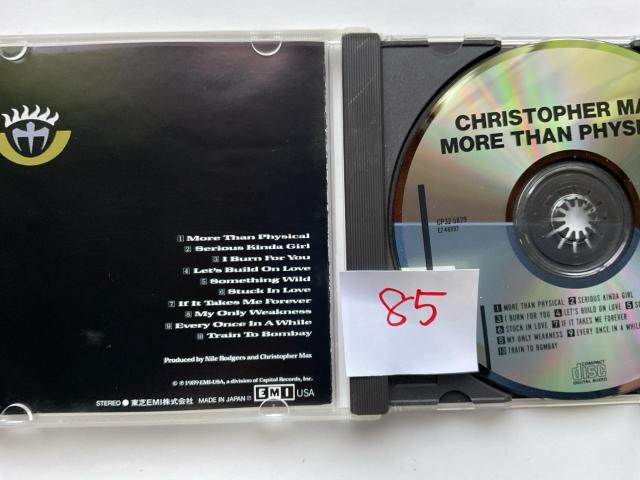 1 More Than Physical
2 Serious Kinda Girl
3 I Burn For You
4 Let's Build On Love
5 Something Wild
6 Stuck In Love
7 If It Takes Me Forever
8 My Only Weakness
9 Every Once In A While
10 Train To Bombay
Produced by Nile Rodgers and Christopher Max
© ℗ 1989 EMI-USA, a division of Capitol Records, Inc.
STEREO ● 東芝EMI株式会社 MADE IN JAPAN
EMI USA
85
CHRISTOPHER MA
MORE THAN PHYSI
CP32-5829
1 MORE THAN PHYSICAL 2 SERIOUS KINDA GIRL
3 I BURN FOR YOU 4 LET'S BUILD ON LOVE 5 SO
6 STUCK IN LOVE 7 IF IT TAKES ME FOREVER
8 MY ONLY WEAKNESS 9 EVERY ONCE IN A WHILE
10 TRAIN TO BOMBAY
COMPACT
disc
DIGITAL AUDIO